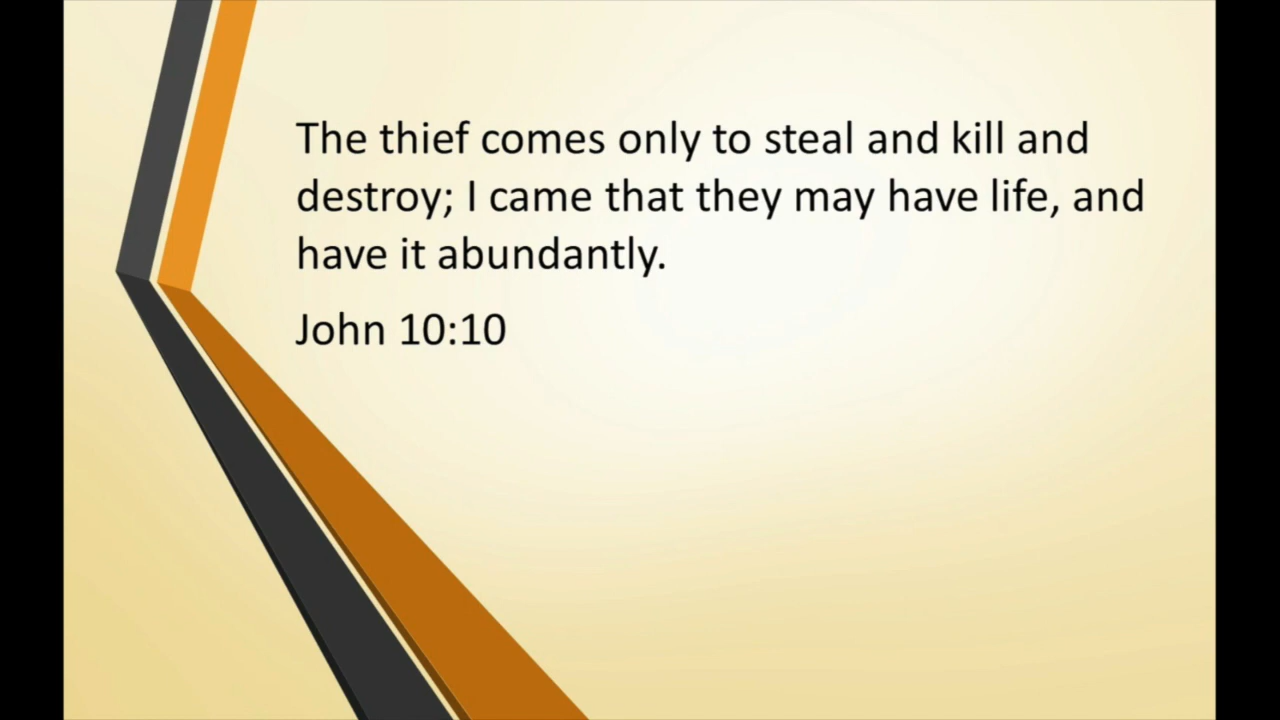 The thief comes only to steal and kill and
destroy; I came that they may have life, and
have it abundantly.
John 10:10